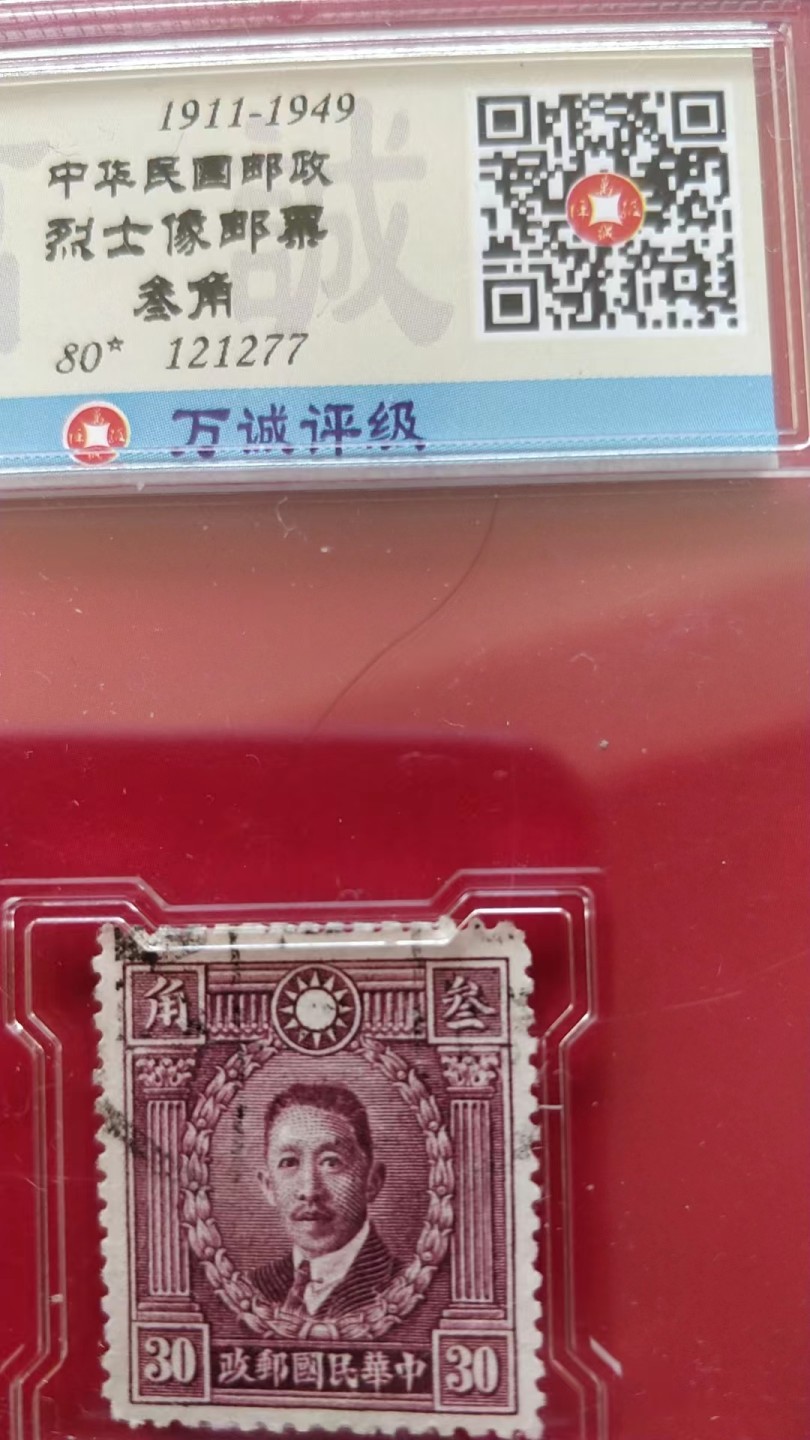 1911-1949
中华民国邮政
烈士像邮票
叁角
80☆ 121277
万诚评级
角 叁
30 政郵國民華中 30